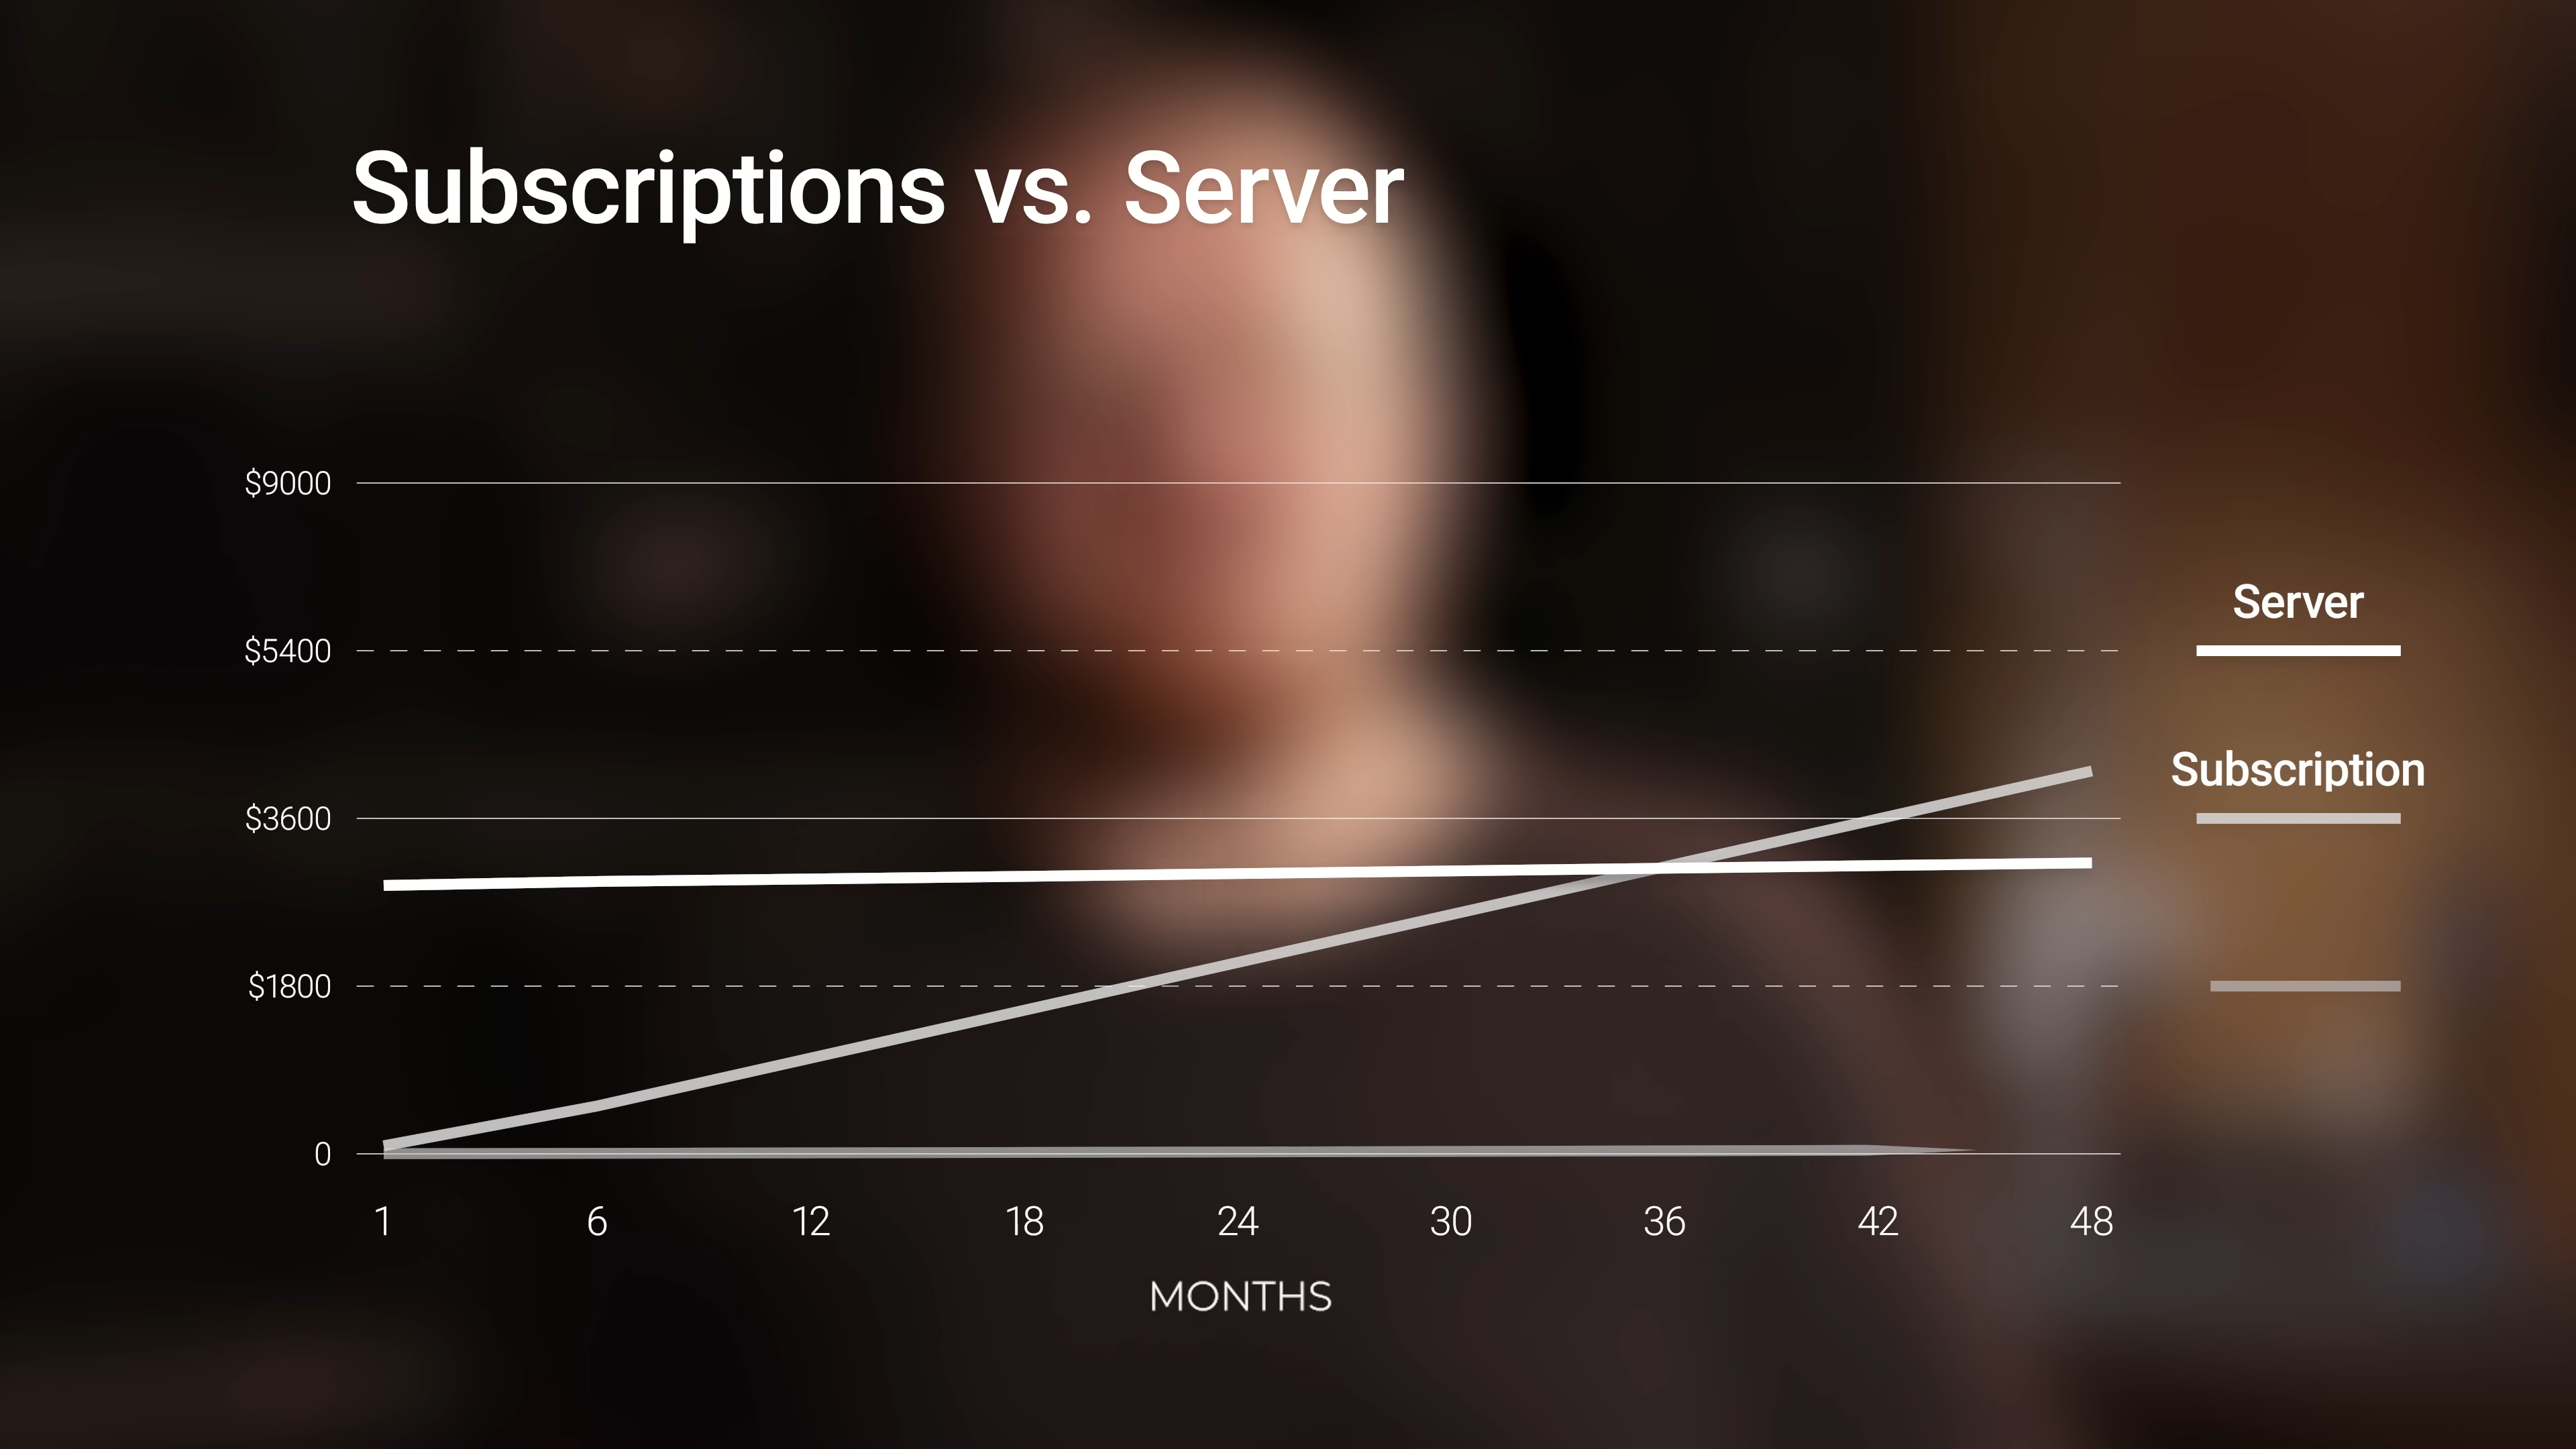 Subscriptions vs. Server
$9000
$5400
$3600
$1800
0
1 6 12 18 24 30 36 42 48
MONTHS
Server
Subscription